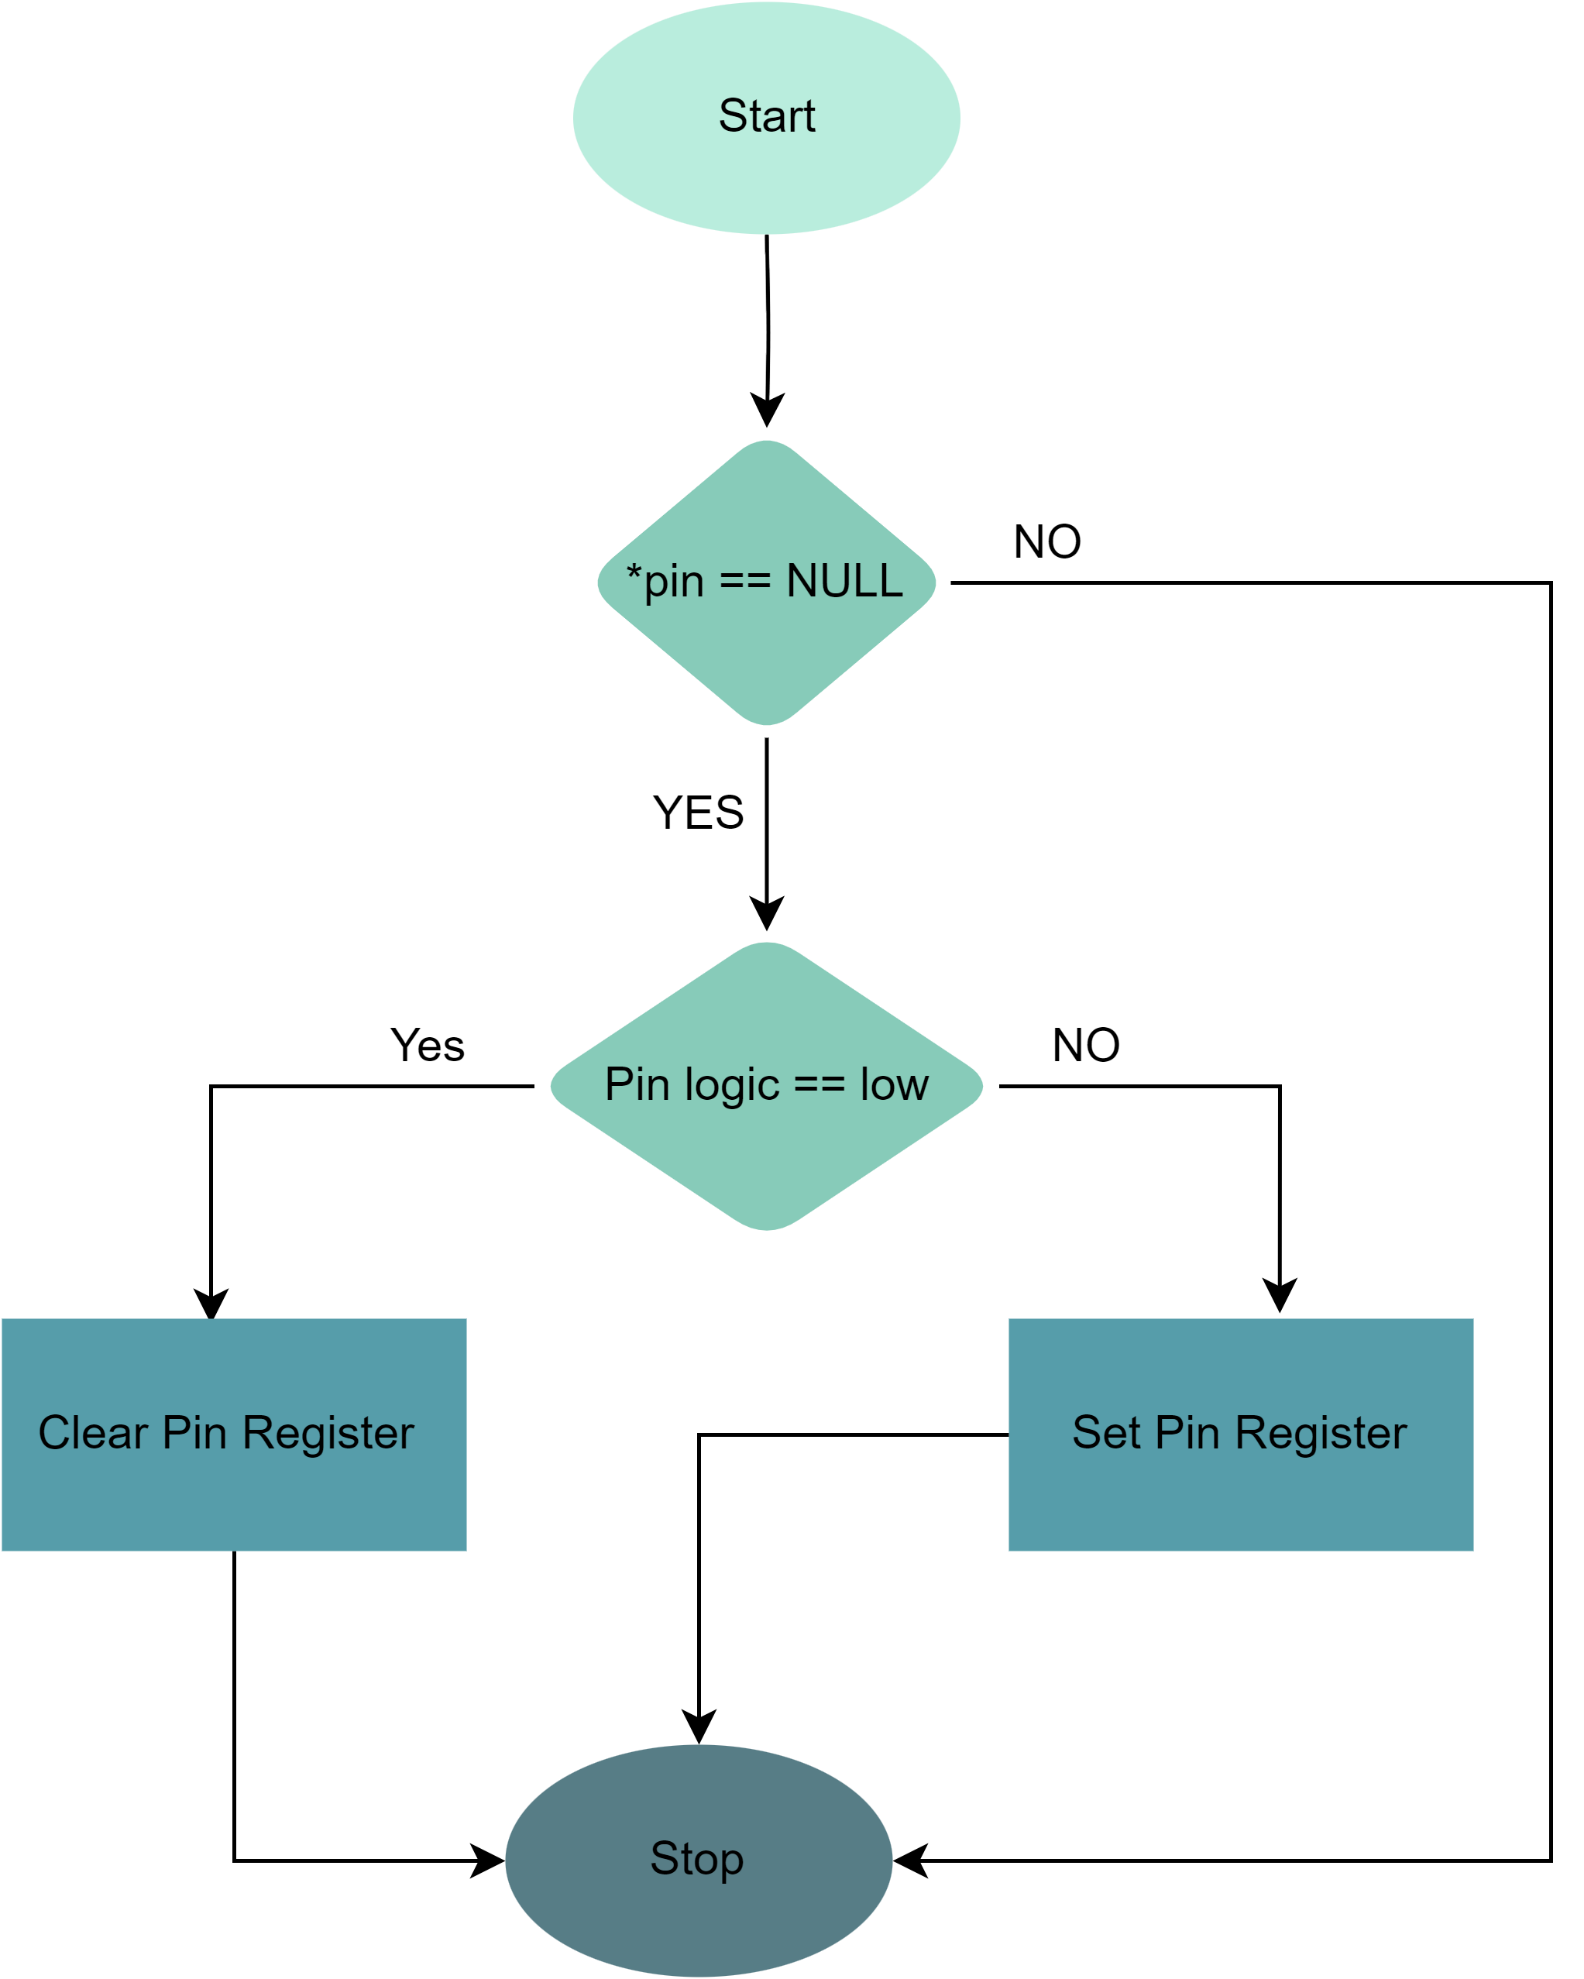 Start
*pin == NULL
NO
YES
Yes
Pin logic == low
NO
Clear Pin Register
Set Pin Register
Stop